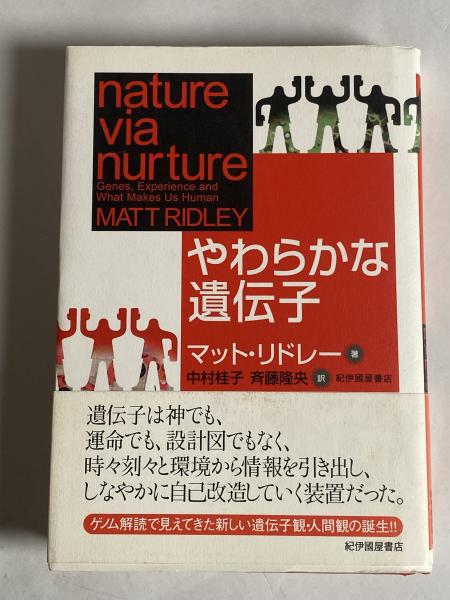 nature
via
nurture
Genes, Experience and
What Makes Us Human
MATT RIDLEY
やわらかな
遺伝子
マット・リドレー 著
中村桂子 斉藤隆央 訳 紀伊國屋書店
遺伝子は神でも、
運命でも、設計図でもなく、
時々刻々と環境から情報を引き出し、
しなやかに自己改造していく装置だった。
ゲノム解読で見えてきた新しい遺伝子観・人間観の誕生!!
紀伊國屋書店